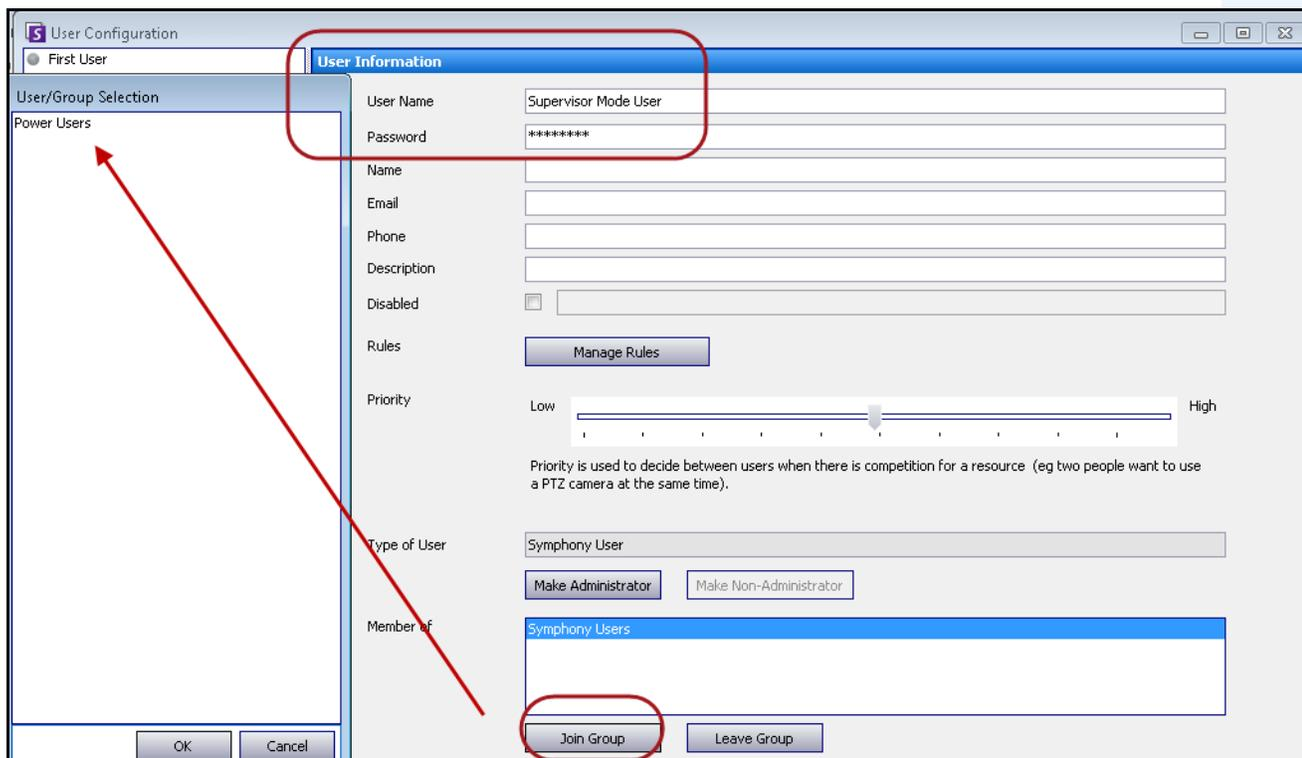 User Configuration
First User
User Information
User/Group Selection
Power Users
User Name
Supervisor Mode User
Password
********
Name
Email
Phone
Description
Disabled
Rules
Manage Rules
Priority
Low
High
Priority is used to decide between users when there is competition for a resource (eg two people want to use
a PTZ camera at the same time).
Type of User
Symphony User
Make Administrator
Make Non-Administrator
Member of
Symphony Users
Join Group
Leave Group
OK
Cancel